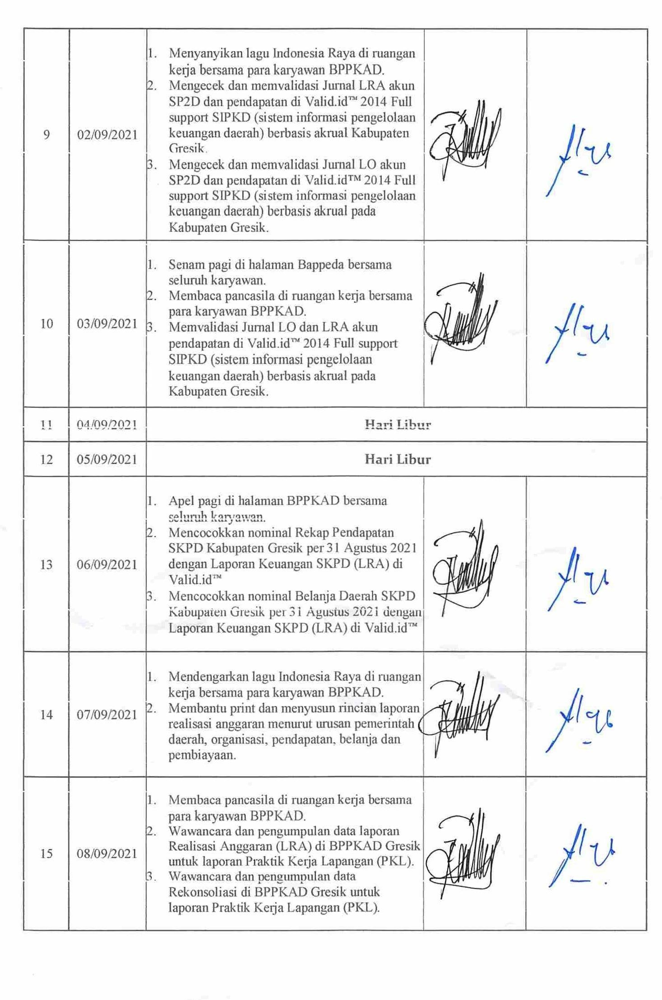 1. Menyanyikan lagu Indonesia Raya di ruangan
kerja bersama para karyawan BPPKAD.
2. Mengecek dan memvalidasi Jurnal LRA akun
SP2D dan pendapatan di Valid.id™ 2014 Full
support SIPKD (sistem informasi pengelolaan
9 02/09/2021 keuangan daerah) berbasis akrual Kabupaten
Gresik.
3. Mengecek dan memvalidasi Jurnal LO akun
SP2D dan pendapatan di Valid.id™ 2014 Full
support SIPKD (sistem informasi pengelolaan
keuangan daerah) berbasis akrual pada
Kabupaten Gresik.
1. Senam pagi di halaman Bappeda bersama
seluruh karyawan.
2. Membaca pancasila di ruangan kerja bersama
para karyawan BPPKAD.
10 03/09/2021 3. Memvalidasi Jurnal LO dan LRA akun
pendapatan di Valid.id™ 2014 Full support
SIPKD (sistem informasi pengelolaan
keuangan daerah) berbasis akrual pada
Kabupaten Gresik.
11 04/09/2021 Hari Libur
12 05/09/2021 Hari Libur
1. Apel pagi di halaman BPPKAD bersama
seluruh karyawan.
2. Mencocokkan nominal Rekap Pendapatan
SKPD Kabupaten Gresik per 31 Agustus 2021
13 06/09/2021 dengan Laporan Keuangan SKPD (LRA) di
Valid.id™
3. Mencocokkan nominal Belanja Daerah SKPD
Kabupaten Gresik per 31 Agustus 2021 dengan
Laporan Keuangan SKPD (LRA) di Valid.id™
1. Mendengarkan lagu Indonesia Raya di ruangan
kerja bersama para karyawan BPPKAD.
14 07/09/2021 2. Membantu print dan menyusun rincian laporan
realisasi anggaran menurut urusan pemerintah
daerah, organisasi, pendapatan, belanja dan
pembiayaan.
1. Membaca pancasila di ruangan kerja bersama
para karyawan BPPKAD.
2. Wawancara dan pengumpulan data laporan
Realisasi Anggaran (LRA) di BPPKAD Gresik
15 08/09/2021 untuk laporan Praktik Kerja Lapangan (PKL).
3. Wawancara dan pengumpulan data
Rekonsoliasi di BPPKAD Gresik untuk
laporan Praktik Kerja Lapangan (PKL).